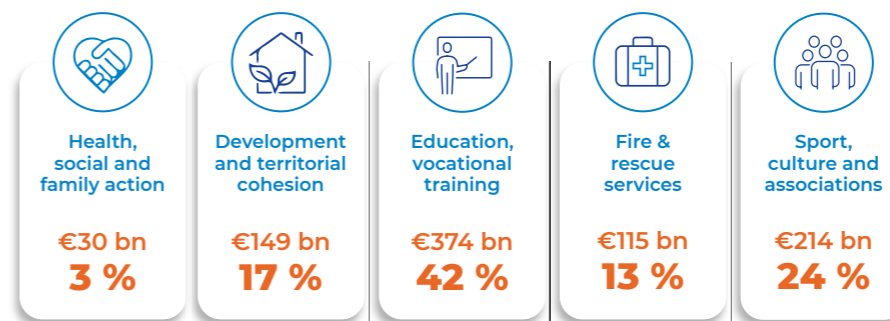 Health,
social and
family action
€30 bn
3 %
Development
and territorial
cohesion
€149 bn
17 %
Education,
vocational
training
€374 bn
42 %
Fire &
rescue
services
€115 bn
13 %
Sport,
culture and
associations
€214 bn
24 %